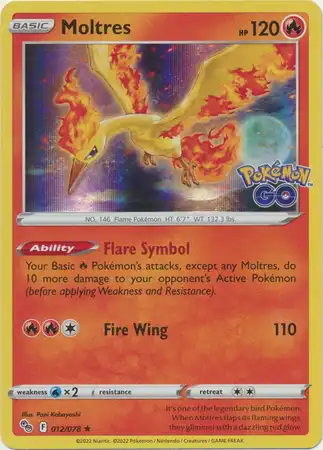 BASIC Moltres HP 120
Pokémon
GO
NO. 146 Flame Pokémon HT: 6'7" WT: 132.3 lbs.
Ability Flare Symbol
Your Basic Pokémon's attacks, except any Moltres, do
10 more damage to your opponent's Active Pokémon
(before applying Weakness and Resistance).
Fire Wing 110
weakness ×2 resistance retreat
Illus. Pani Kobayashi
F 012/078 ★
©2022 Niantic. ©2022 Pokémon / Nintendo / Creatures / GAME FREAK.
It's one of the legendary bird Pokémon.
When Moltres flaps its flaming wings,
they glimmer with a dazzling red glow.